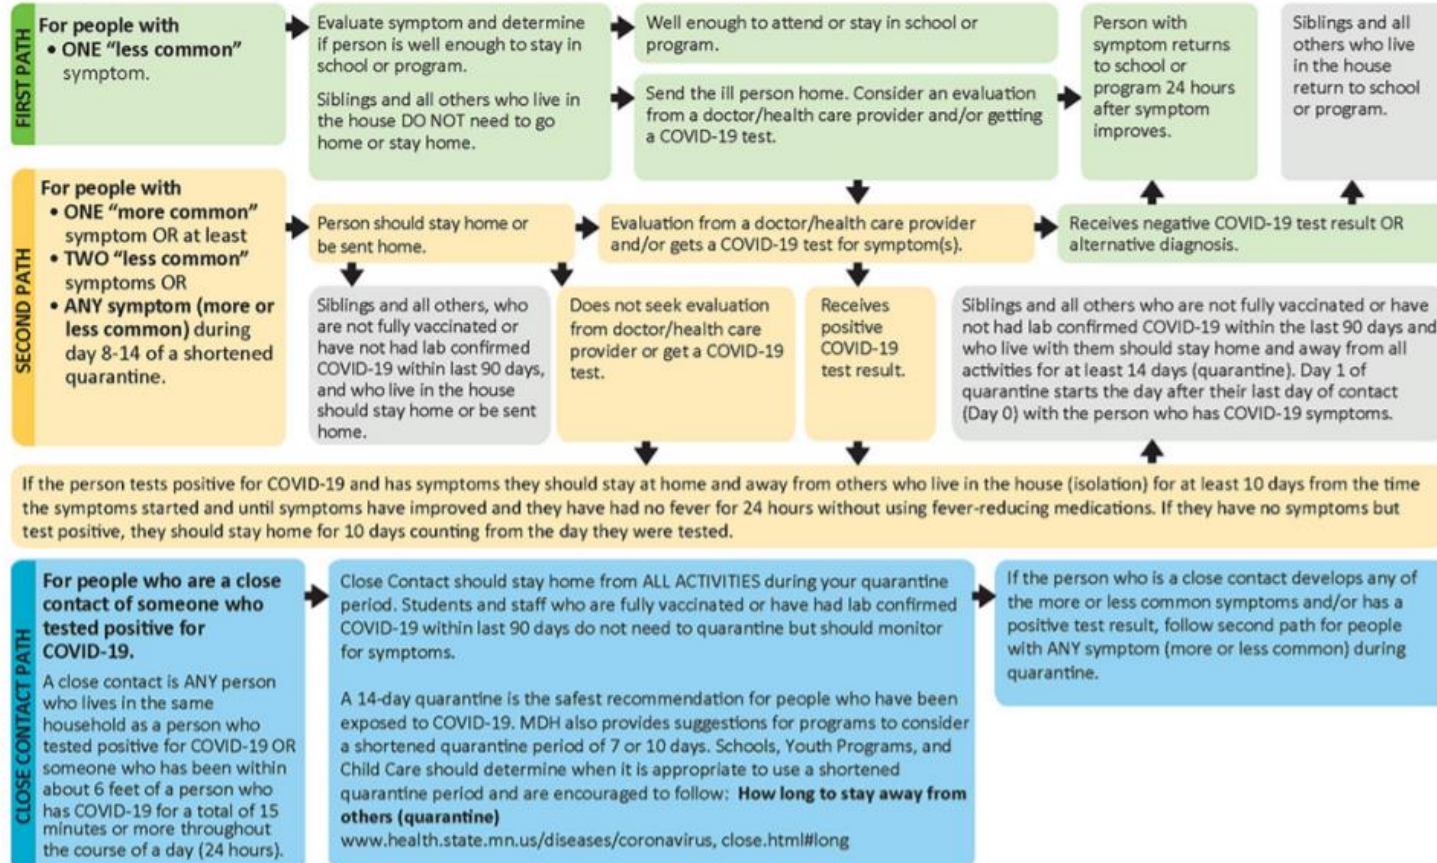 FIRST PATH
For people with
• ONE “less common”
symptom.
Evaluate symptom and determine
if person is well enough to stay in
school or program.
Siblings and all others who live in
the house DO NOT need to go
home or stay home.
Well enough to attend or stay in school or
program.
Send the ill person home. Consider an evaluation
from a doctor/health care provider and/or getting
a COVID-19 test.
Person with
symptom returns
to school or
program 24 hours
after symptom
improves.
Siblings and all
others who live
in the house
return to school
or program.
SECOND PATH
For people with
• ONE “more common”
symptom OR at least
• TWO “less common”
symptoms OR
• ANY symptom (more or
less common) during
day 8-14 of a shortened
quarantine.
Person should stay home or
be sent home.
Evaluation from a doctor/health care provider
and/or gets a COVID-19 test for symptom(s).
Receives negative COVID-19 test result OR
alternative diagnosis.
Siblings and all others, who
are not fully vaccinated or
have not had lab confirmed
COVID-19 within last 90 days,
and who live in the house
should stay home or be sent
home.
Does not seek evaluation
from doctor/health care
provider or get a COVID-19
test.
Receives
positive
COVID-19
test result.
Siblings and all others who are not fully vaccinated or have
not had lab confirmed COVID-19 within the last 90 days and
who live with them should stay home and away from all
activities for at least 14 days (quarantine). Day 1 of
quarantine starts the day after their last day of contact
(Day 0) with the person who has COVID-19 symptoms.
If the person tests positive for COVID-19 and has symptoms they should stay at home and away from others who live in the house (isolation) for at least 10 days from the time
the symptoms started and until symptoms have improved and they have had no fever for 24 hours without using fever-reducing medications. If they have no symptoms but
test positive, they should stay home for 10 days counting from the day they were tested.
CLOSE CONTACT PATH
For people who are a close
contact of someone who
tested positive for
COVID-19.
A close contact is ANY person
who lives in the same
household as a person who
tested positive for COVID-19 OR
someone who has been within
about 6 feet of a person who
has COVID-19 for a total of 15
minutes or more throughout
the course of a day (24 hours).
Close Contact should stay home from ALL ACTIVITIES during your quarantine
period. Students and staff who are fully vaccinated or have had lab confirmed
COVID-19 within last 90 days do not need to quarantine but should monitor
for symptoms.
A 14-day quarantine is the safest recommendation for people who have been
exposed to COVID-19. MDH also provides suggestions for programs to consider
a shortened quarantine period of 7 or 10 days. Schools, Youth Programs, and
Child Care should determine when it is appropriate to use a shortened
quarantine period and are encouraged to follow: How long to stay away from
others (quarantine)
www.health.state.mn.us/diseases/coronavirus, close.html#long
If the person who is a close contact develops any of
the more or less common symptoms and/or has a
positive test result, follow second path for people
with ANY symptom (more or less common) during
quarantine.